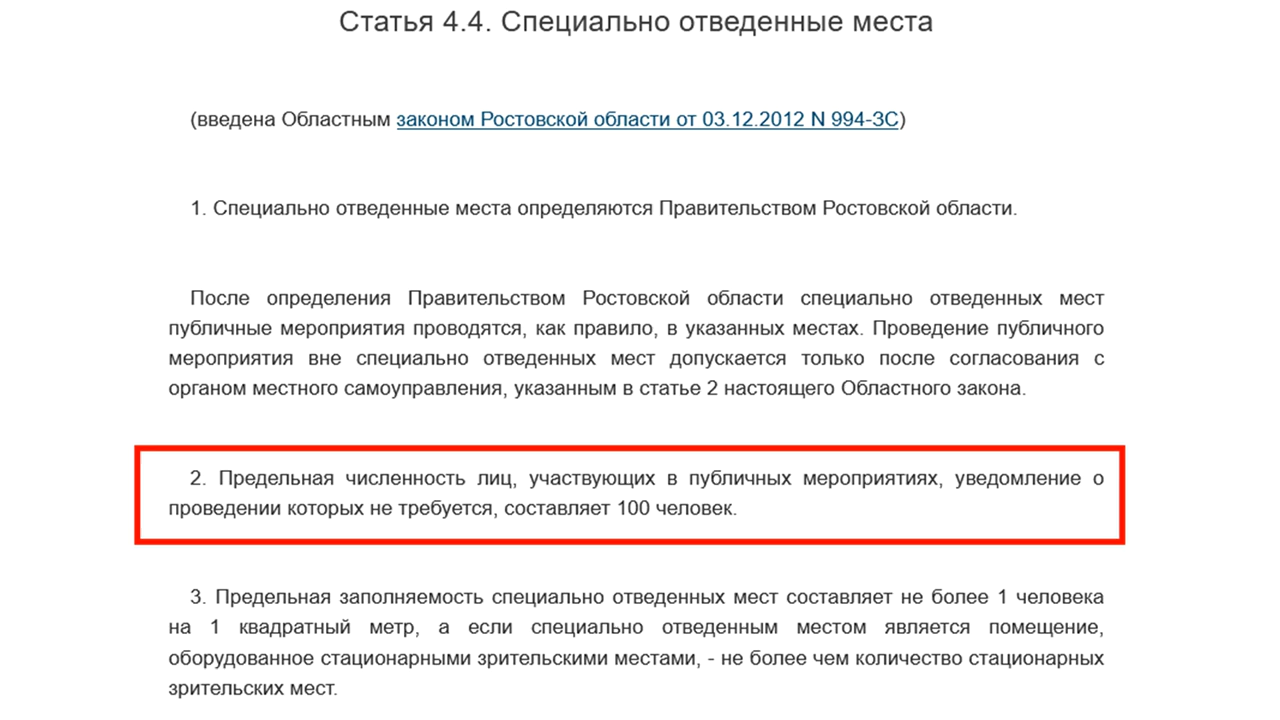 Статья 4.4. Специально отведенные места
(введена Областным законом Ростовской области от 03.12.2012 N 994-ЗС)
1. Специально отведенные места определяются Правительством Ростовской области.
После определения Правительством Ростовской области специально отведенных мест
публичные мероприятия проводятся, как правило, в указанных местах. Проведение публичного
мероприятия вне специально отведенных мест допускается только после согласования с
органом местного самоуправления, указанным в статье 2 настоящего Областного закона.
2. Предельная численность лиц, участвующих в публичных мероприятиях, уведомление о
проведении которых не требуется, составляет 100 человек.
3. Предельная заполняемость специально отведенных мест составляет не более 1 человека
на 1 квадратный метр, а если специально отведенным местом является помещение,
оборудованное стационарными зрительскими местами, - не более чем количество стационарных
зрительских мест.